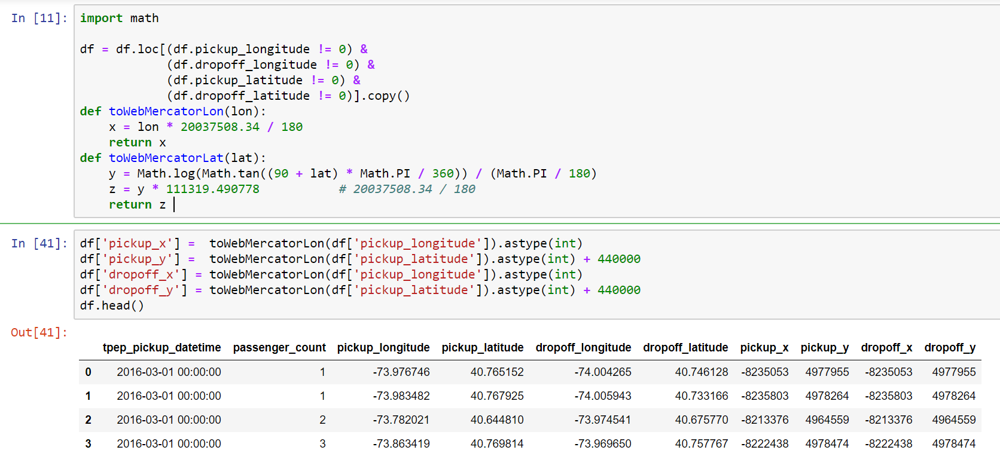 In [11]: import math
df = df.loc[(df.pickup_longitude != 0) &
(df.dropoff_longitude != 0) &
(df.pickup_latitude != 0) &
(df.dropoff_latitude != 0)].copy()
def toWebMercatorLon(lon):
x = lon * 20037508.34 / 180
return x
def toWebMercatorLat(lat):
y = Math.log(Math.tan((90 + lat) * Math.PI / 360)) / (Math.PI / 180)
z = y * 111319.490778 # 20037508.34 / 180
return z
In [41]: df['pickup_x'] = toWebMercatorLon(df['pickup_longitude']).astype(int)
df['pickup_y'] = toWebMercatorLon(df['pickup_latitude']).astype(int) + 440000
df['dropoff_x'] = toWebMercatorLon(df['pickup_longitude']).astype(int)
df['dropoff_y'] = toWebMercatorLon(df['pickup_latitude']).astype(int) + 440000
df.head()
Out[41]:
tpep_pickup_datetime passenger_count pickup_longitude pickup_latitude dropoff_longitude dropoff_latitude pickup_x pickup_y dropoff_x dropoff_y
0 2016-03-01 00:00:00 1 -73.976746 40.765152 -74.004265 40.746128 -8235053 4977955 -8235053 4977955
1 2016-03-01 00:00:00 1 -73.983482 40.767925 -74.005943 40.733166 -8235803 4978264 -8235803 4978264
2 2016-03-01 00:00:00 2 -73.782021 40.644810 -73.974541 40.675770 -8213376 4964559 -8213376 4964559
3 2016-03-01 00:00:00 3 -73.863419 40.769814 -73.969650 40.757767 -8222438 4978474 -8222438 4978474